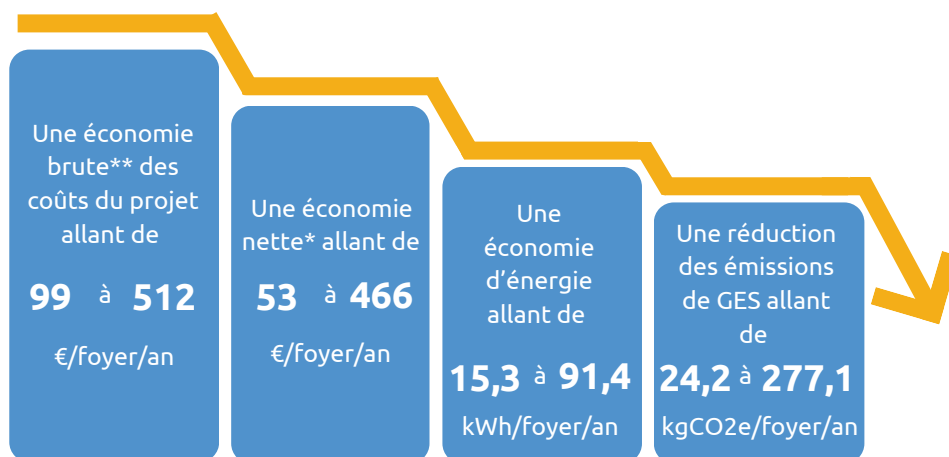 Une économie
brute** des
coûts du projet
allant de
99 à 512
€/foyer/an
Une économie
nette* allant de
53 à 466
€/foyer/an
Une
économie
d'énergie
allant de
15,3 à 91,4
kWh/foyer/an
Une réduction
des émissions
de GES allant
de
24,2 à 277,1
kgCO2e/foyer/an